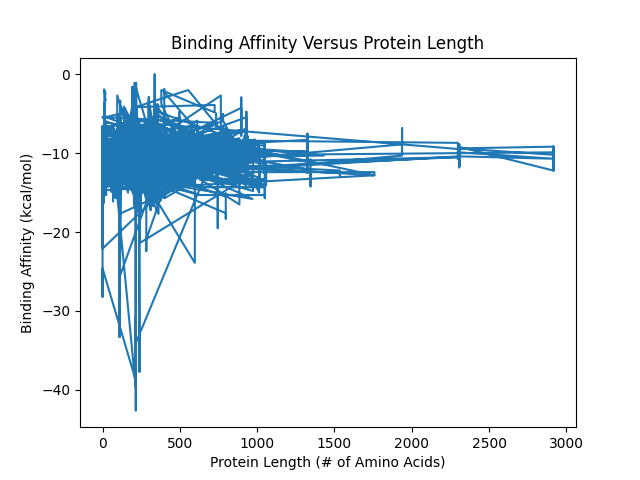 Binding Affinity Versus Protein Length
Binding Affinity (kcal/mol)
0
−10
−20
−30
−40
0 500 1000 1500 2000 2500 3000
Protein Length (# of Amino Acids)